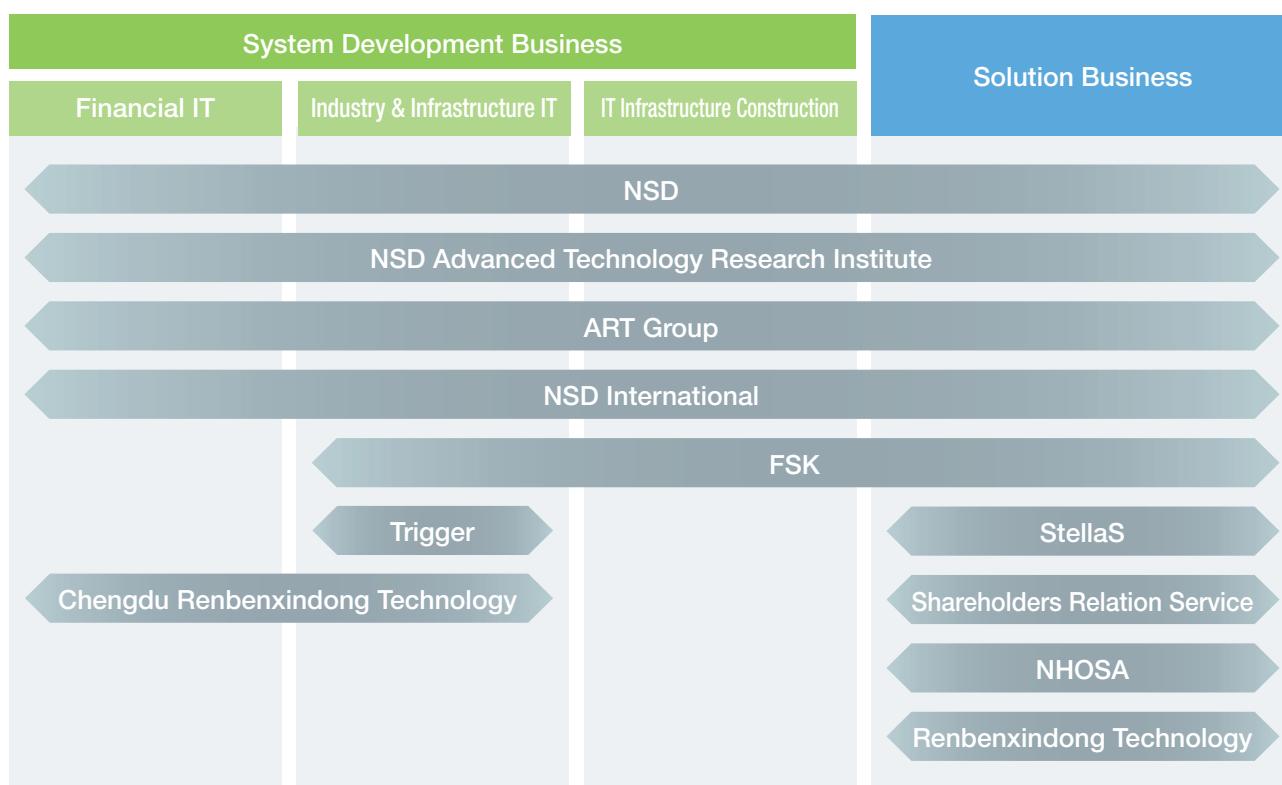 System Development Business
Solution Business
Financial IT
Industry & Infrastructure IT
IT Infrastructure Construction
NSD
NSD Advanced Technology Research Institute
ART Group
NSD International
FSK
Trigger
StellaS
Chengdu Renbenxindong Technology
Shareholders Relation Service
NHOSA
Renbenxindong Technology